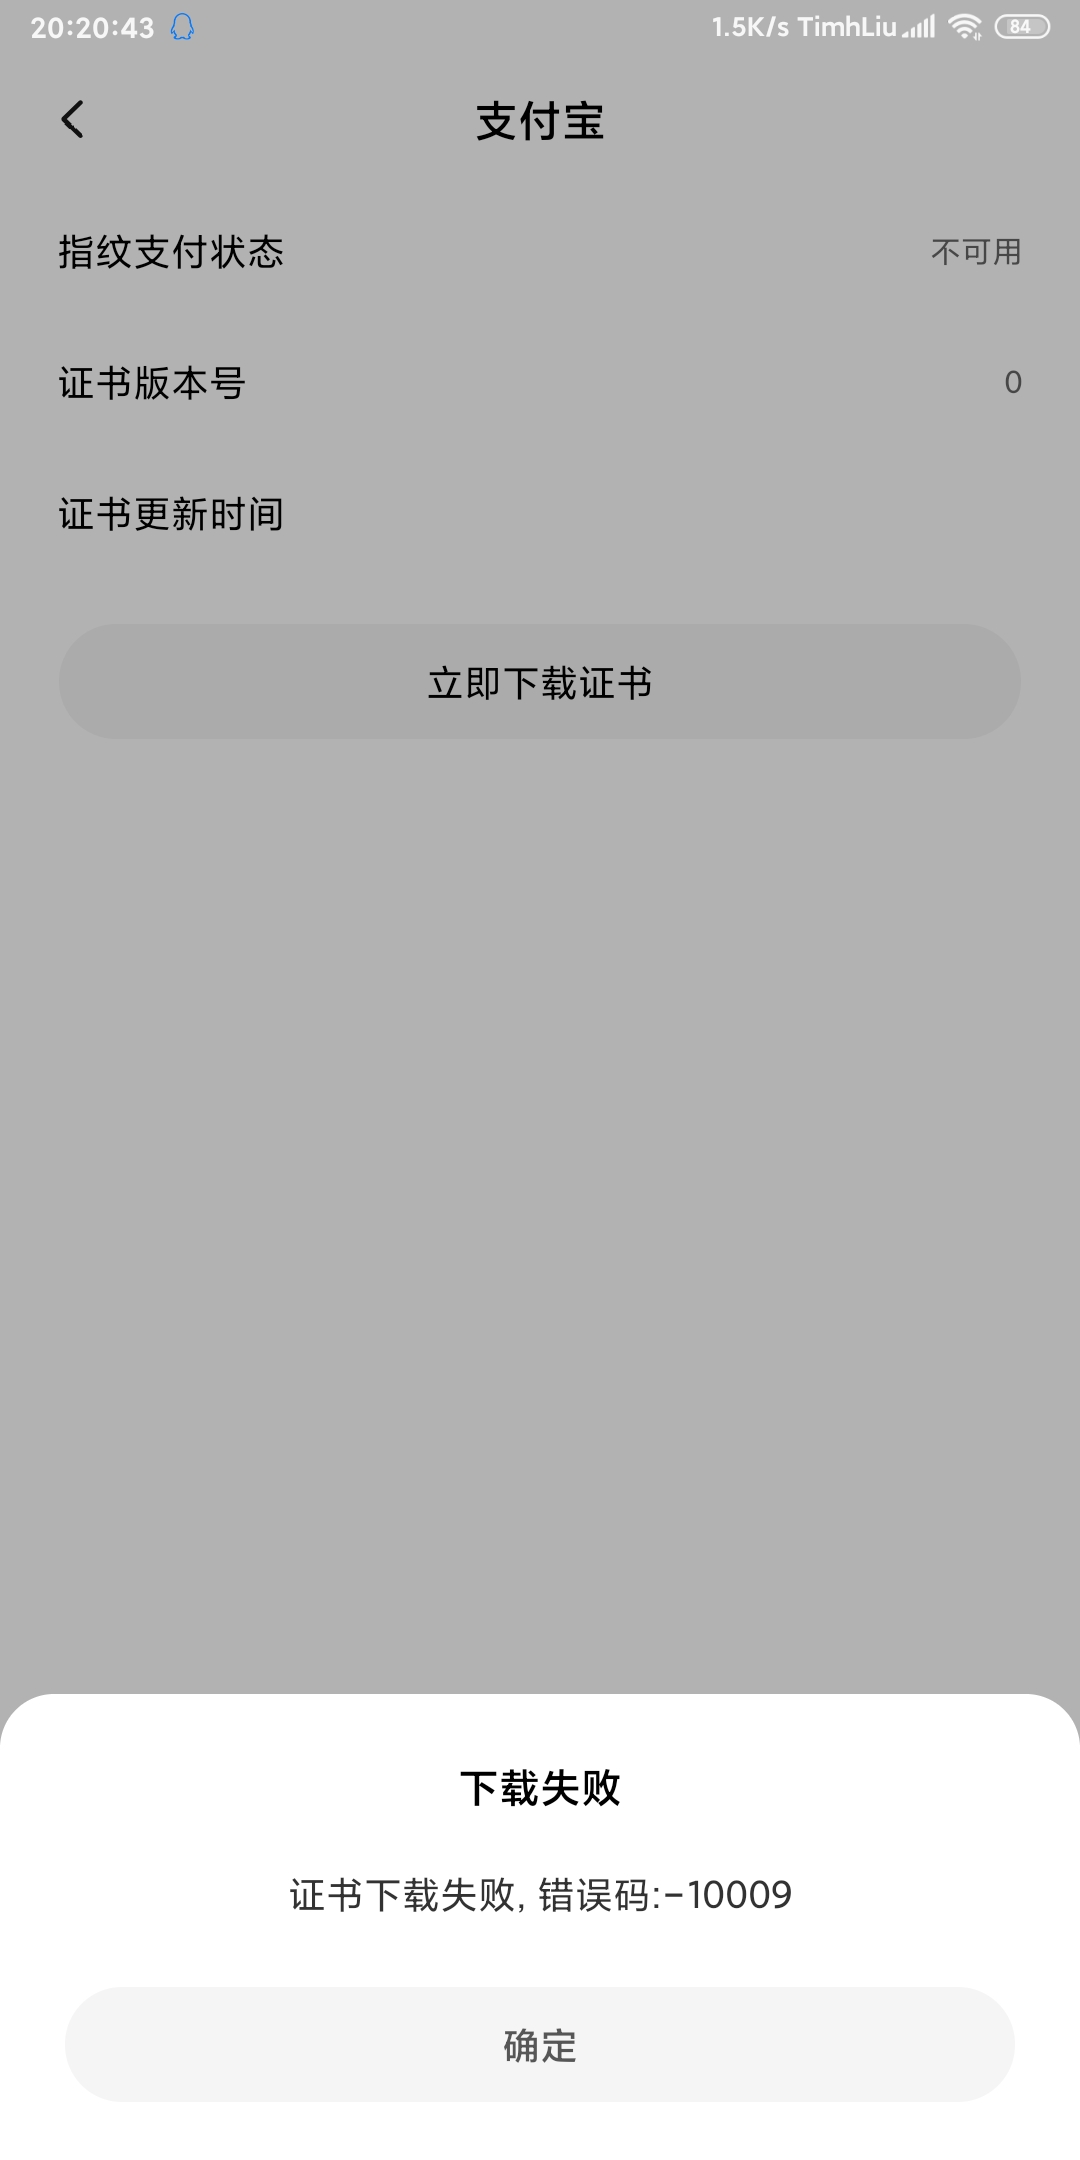 20:20:43
1.5K/s TimhLiu 84
支付宝
指纹支付状态
不可用
证书版本号
0
证书更新时间
立即下载证书
下载失败
证书下载失败, 错误码:-10009
确定